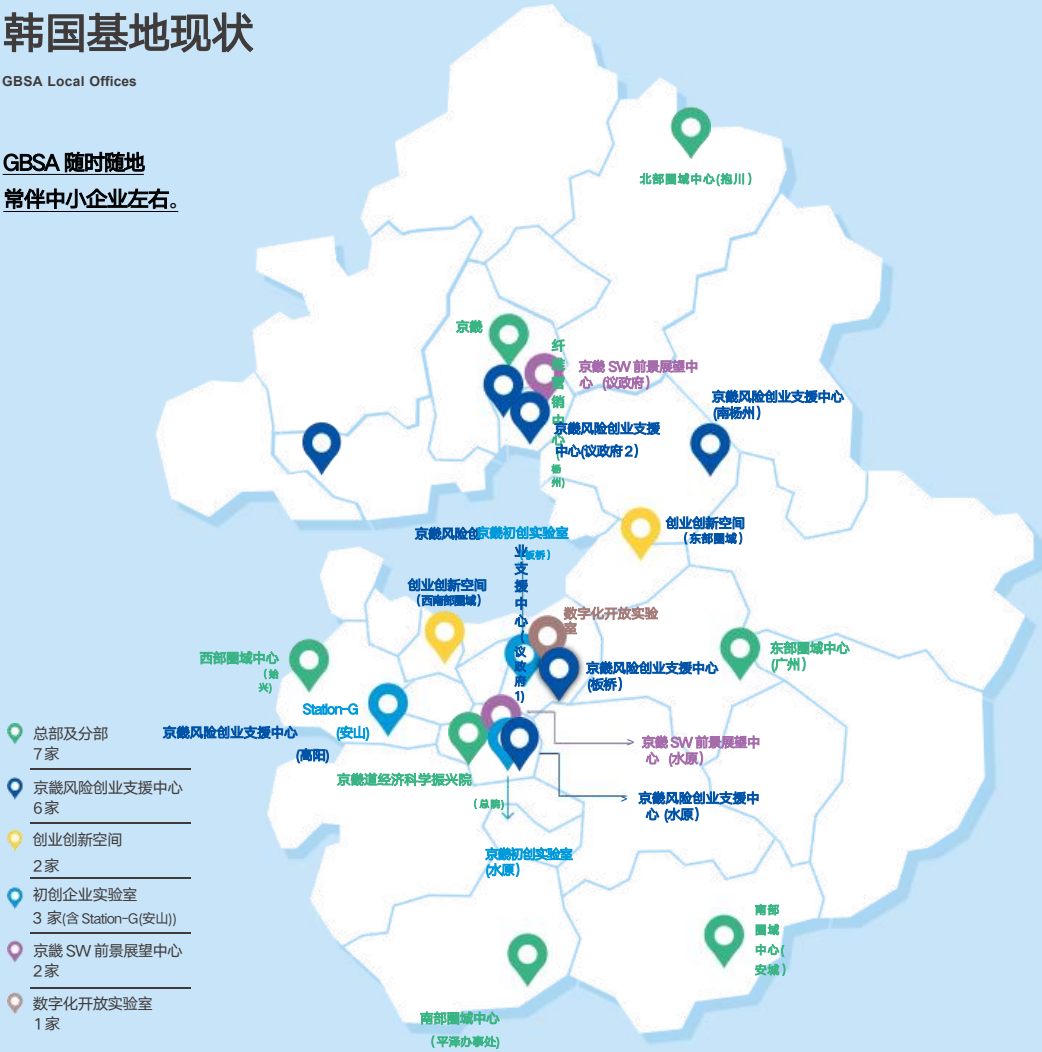 韩国基地现状
GBSA Local Offices
GBSA 随时随地
常伴中小企业左右。
北部圈域中心(抱川)
京畿
纤维营销中心(杨州)
京畿 SW 前景展望中
心 (议政府)
京畿风险创业支援
中心(议政府 2)
京畿风险创业支援中心
(南杨州)
创业创新空间
(东部圈域)
京畿风险创
业支援中心(议政府1)
京畿初创实验室
(板桥)
创业创新空间
(西南部圈域)
数字化开放实验
室
西部圈域中心
(始
兴)
东部圈域中心
(广州)
京畿风险创业支援中心
(板桥)
Station-G
(安山)
京畿风险创业支援中心
(高阳)
京畿 SW 前景展望中
心 (水原)
京畿道经济科学振兴院
(总院)
京畿风险创业支援中
心 (水原)
京畿初创实验室
(水原)
南部
圈域
中心(
安城)
南部圈域中心
(平泽办事处)
总部及分部
7 家
京畿风险创业支援中心
6 家
创业创新空间
2 家
初创企业实验室
3 家(含 Station-G(安山))
京畿 SW 前景展望中心
2 家
数字化开放实验室
1 家